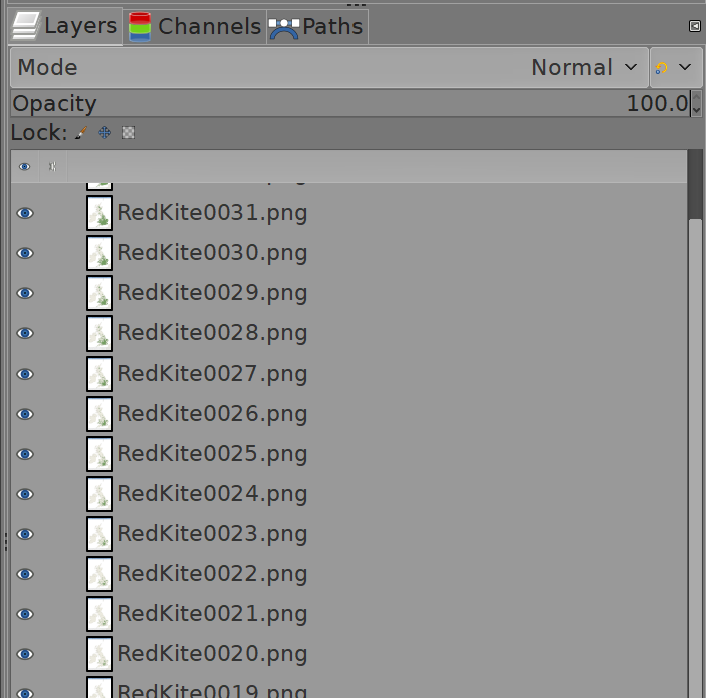 Layers Channels Paths
Mode Normal
Opacity 100.0
Lock:
RedKite0031.png
RedKite0030.png
RedKite0029.png
RedKite0028.png
RedKite0027.png
RedKite0026.png
RedKite0025.png
RedKite0024.png
RedKite0023.png
RedKite0022.png
RedKite0021.png
RedKite0020.png
RedKite0019.png